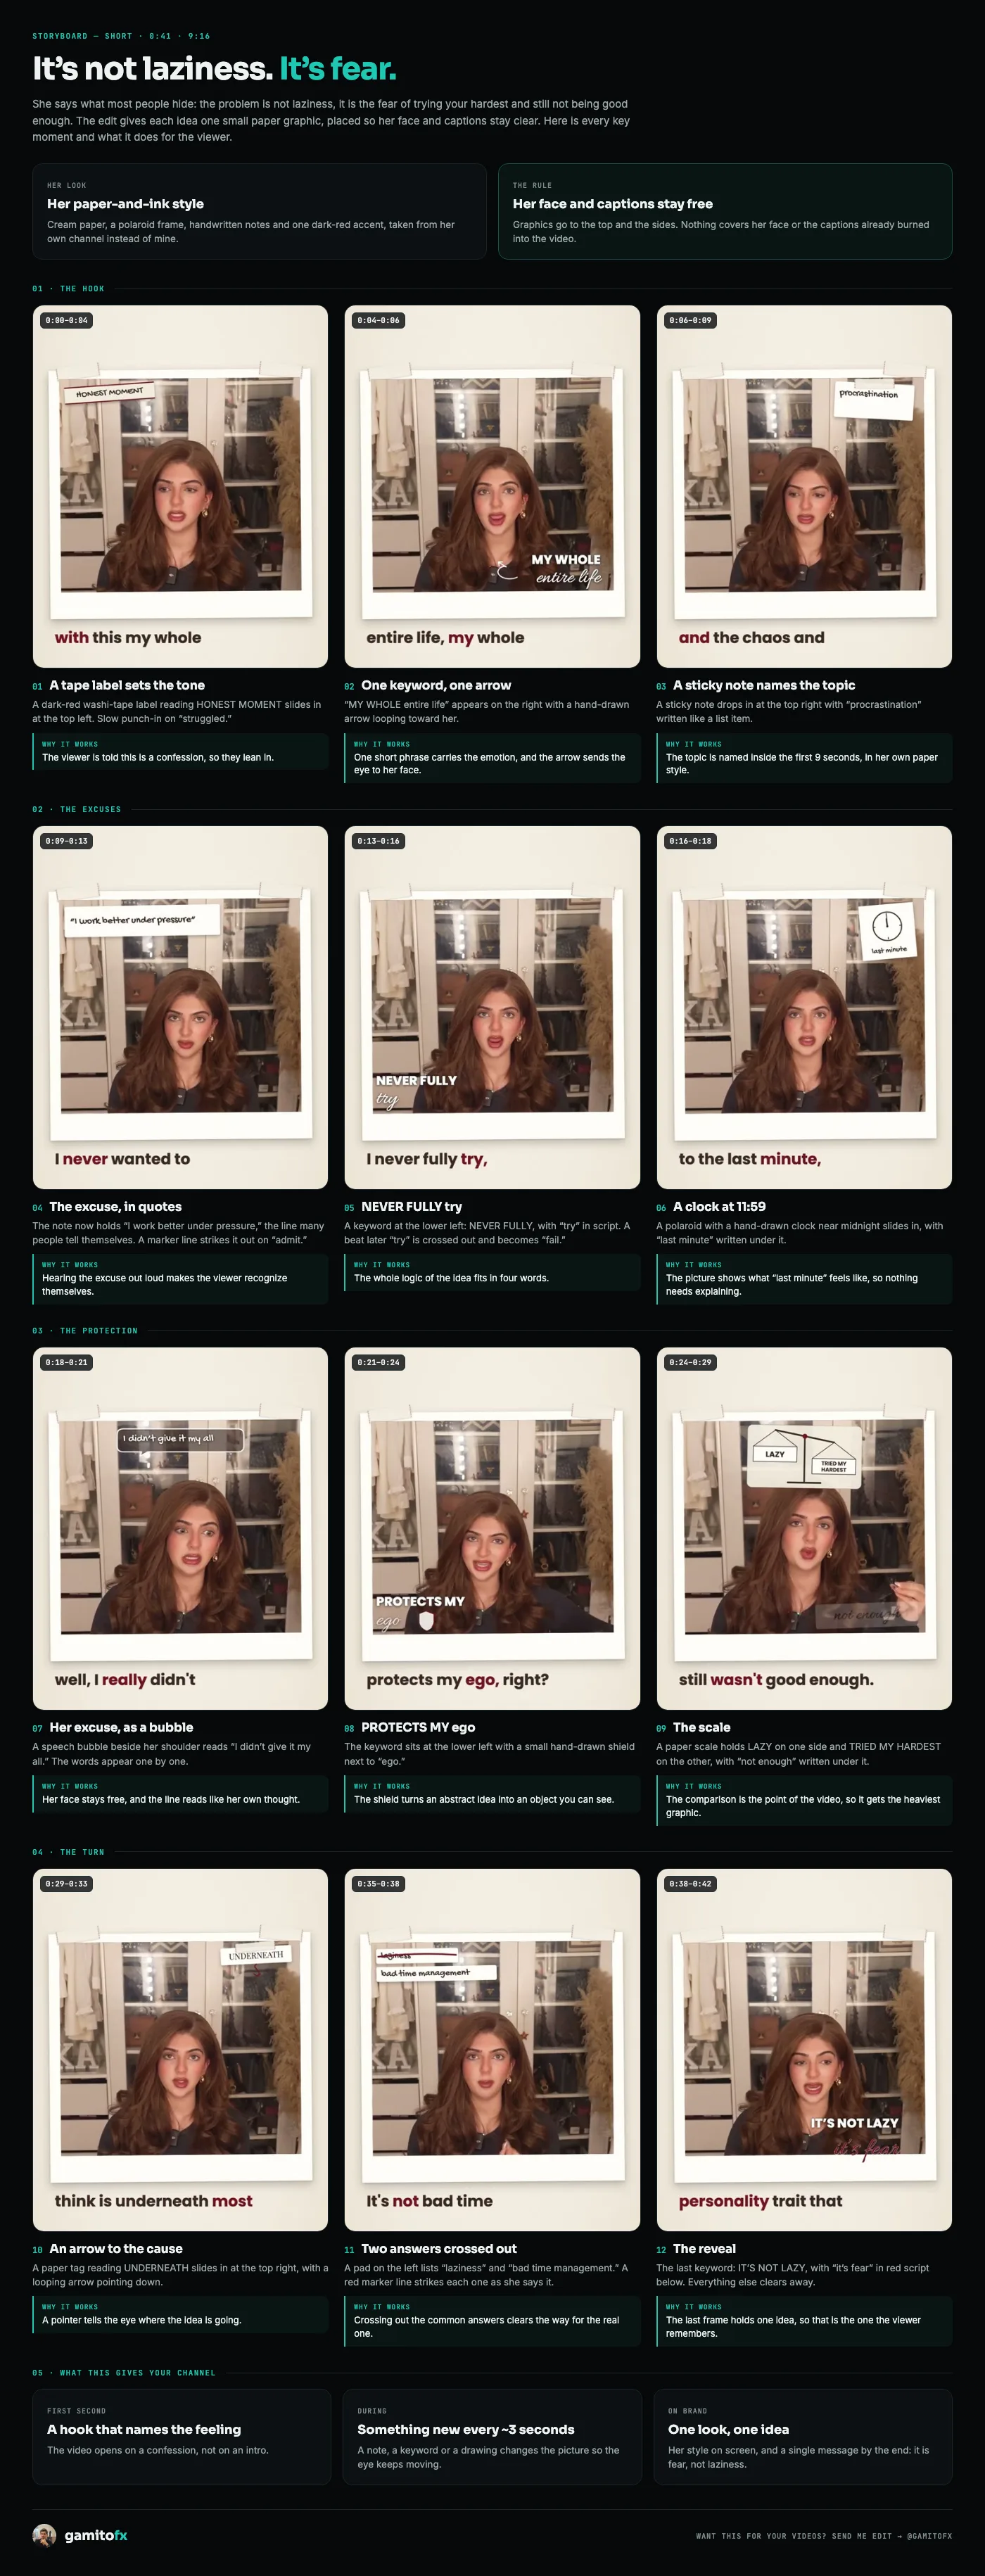 STORYBOARD — SHORT · 0:41 · 9:16
It's not laziness. It's fear.
She says what most people hide: the problem is not laziness, it is the fear of trying your hardest and still not being good
enough. The edit gives each idea one small paper graphic, placed so her face and captions stay clear. Here is every key
moment and what it does for the viewer.
HER LOOK
Her paper-and-ink style
Cream paper, a polaroid frame, handwritten notes and one dark-red accent, taken from her
own channel instead of mine.
THE RULE
Her face and captions stay free
Graphics go to the top and the sides. Nothing covers her face or the captions already burned
into the video.
01 · THE HOOK
0:00–0:04
HONEST MOMENT
with this my whole
01 A tape label sets the tone
A dark-red washi-tape label reading HONEST MOMENT slides in
at the top left. Slow punch-in on "struggled."
WHY IT WORKS
The viewer is told this is a confession, so they lean in.
0:04–0:06
MY WHOLE
entire life
entire life, my whole
02 One keyword, one arrow
"MY WHOLE entire life" appears on the right with a hand-drawn
arrow looping toward her.
WHY IT WORKS
One short phrase carries the emotion, and the arrow sends the
eye to her face.
0:06–0:09
procrastination
and the chaos and
03 A sticky note names the topic
A sticky note drops in at the top right with "procrastination"
written like a list item.
WHY IT WORKS
The topic is named inside the first 9 seconds, in her own paper
style.
02 · THE EXCUSES
0:09–0:13
"I work better under pressure"
I never wanted to
04 The excuse, in quotes
The note now holds "I work better under pressure," the line many
people tell themselves. A marker line strikes it out on "admit."
WHY IT WORKS
Hearing the excuse out loud makes the viewer recognize
themselves.
0:13–0:16
NEVER FULLY
try
I never fully try,
05 NEVER FULLY try
A keyword at the lower left: NEVER FULLY, with "try" in script. A
beat later "try" is crossed out and becomes "fail."
WHY IT WORKS
The whole logic of the idea fits in four words.
0:16–0:18
last minute
to the last minute,
06 A clock at 11:59
A polaroid with a hand-drawn clock near midnight slides in, with
"last minute" written under it.
WHY IT WORKS
The picture shows what "last minute" feels like, so nothing
needs explaining.
03 · THE PROTECTION
0:18–0:21
I didn't give it my all
well, I really didn't
07 Her excuse, as a bubble
A speech bubble beside her shoulder reads "I didn't give it my
all." The words appear one by one.
WHY IT WORKS
Her face stays free, and the line reads like her own thought.
0:21–0:24
PROTECTS MY
ego
protects my ego, right?
08 PROTECTS MY ego
The keyword sits at the lower left with a small hand-drawn shield
next to "ego."
WHY IT WORKS
The shield turns an abstract idea into an object you can see.
0:24–0:29
LAZY
TRIED MY
HARDEST
not enough
still wasn't good enough.
09 The scale
A paper scale holds LAZY on one side and TRIED MY HARDEST
on the other, with "not enough" written under it.
WHY IT WORKS
The comparison is the point of the video, so it gets the heaviest
graphic.
04 · THE TURN
0:29–0:33
UNDERNEATH
think is underneath most
10 An arrow to the cause
A paper tag reading UNDERNEATH slides in at the top right, with a
looping arrow pointing down.
WHY IT WORKS
A pointer tells the eye where the idea is going.
0:35–0:38
laziness
bad time management
It's not bad time
11 Two answers crossed out
A pad on the left lists "laziness" and "bad time management." A
red marker line strikes each one as she says it.
WHY IT WORKS
Crossing out the common answers clears the way for the real
one.
0:38–0:42
IT'S NOT LAZY
it's fear
personality trait that
12 The reveal
The last keyword: IT'S NOT LAZY, with "it's fear" in red script
below. Everything else clears away.
WHY IT WORKS
The last frame holds one idea, so that is the one the viewer
remembers.
05 · WHAT THIS GIVES YOUR CHANNEL
FIRST SECOND
A hook that names the feeling
The video opens on a confession, not on an intro.
DURING
Something new every ~3 seconds
A note, a keyword or a drawing changes the picture so the
eye keeps moving.
ON BRAND
One look, one idea
Her style on screen, and a single message by the end: it is
fear, not laziness.
gamitofx
WANT THIS FOR YOUR VIDEOS? SEND ME EDIT → @GAMITOFX